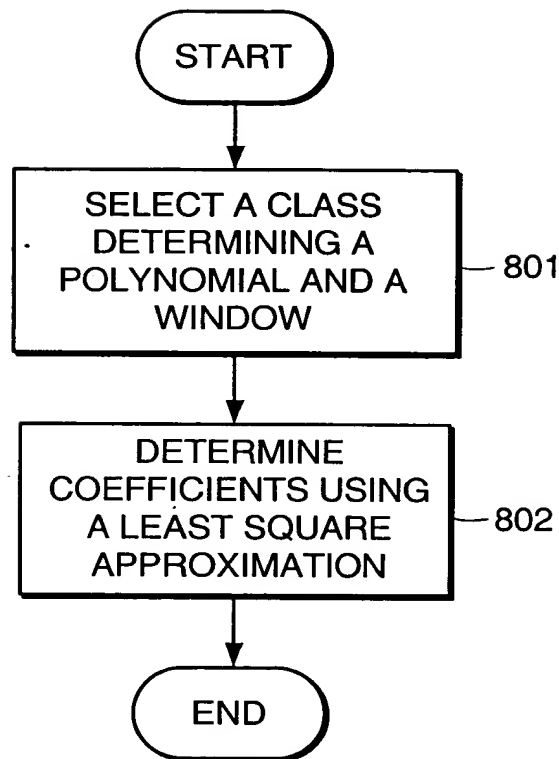 START
SELECT A CLASS
DETERMINING A
POLYNOMIAL AND A
WINDOW
801
DETERMINE
COEFFICIENTS USING
A LEAST SQUARE
APPROXIMATION
802
END